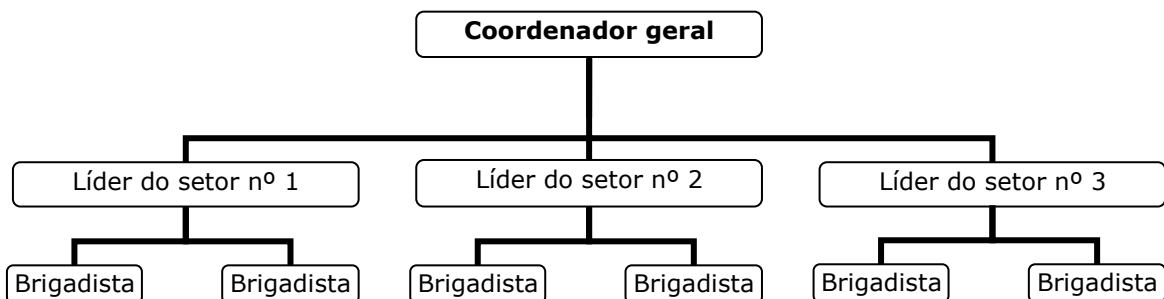 Coordenador geral
Líder do setor nº 1
Líder do setor nº 2
Líder do setor nº 3
Brigadista
Brigadista
Brigadista
Brigadista
Brigadista
Brigadista